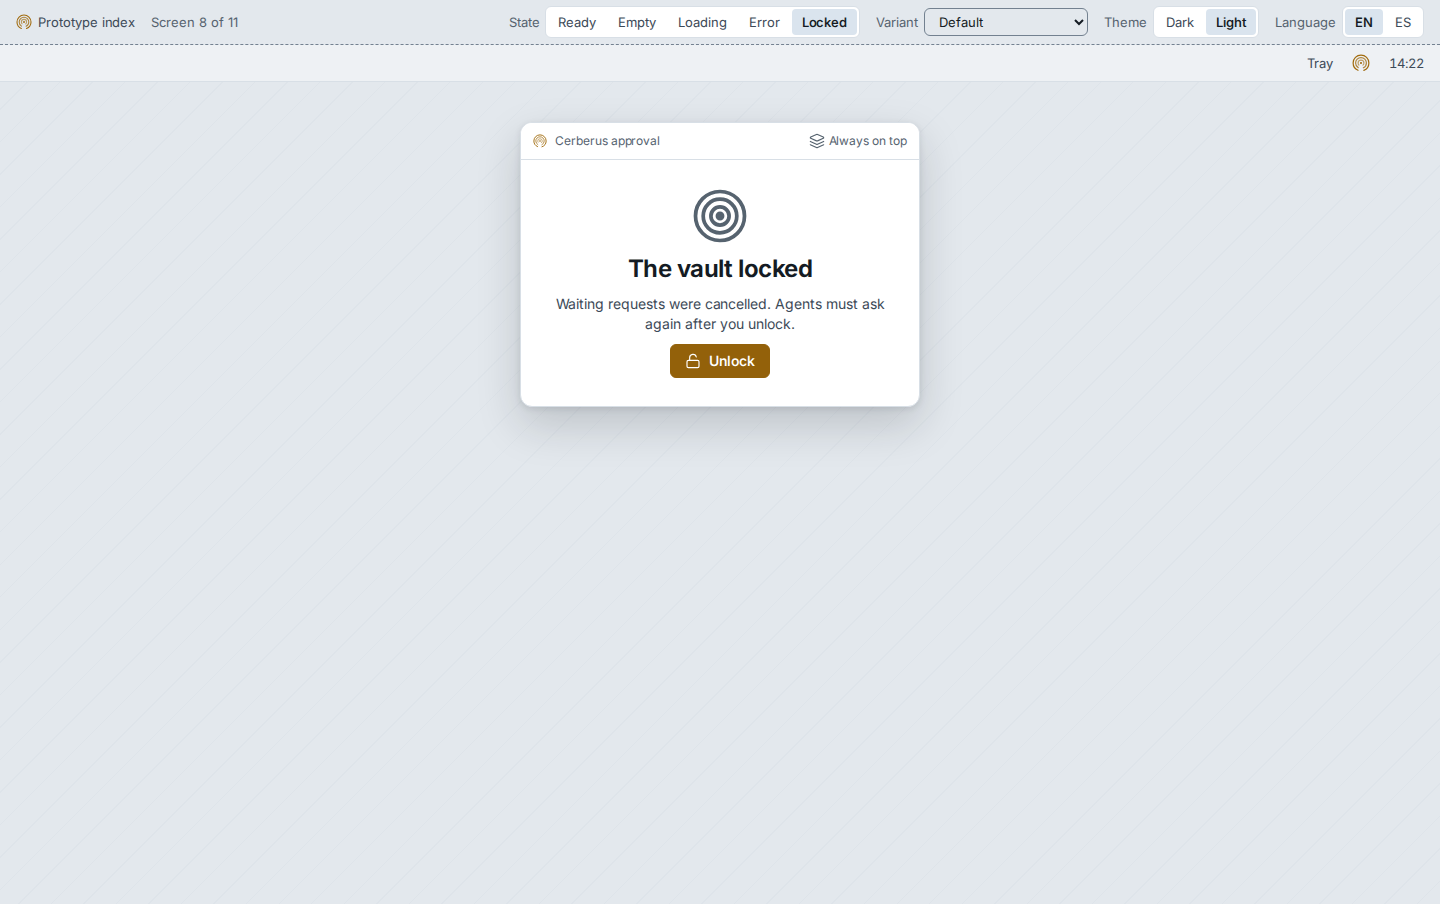 Prototype index Screen 8 of 11 State Ready Empty Loading Error Locked Variant Default Theme Dark Light Language EN ES
Tray 14:22
Cerberus approval Always on top
The vault locked
Waiting requests were cancelled. Agents must ask
again after you unlock.
Unlock